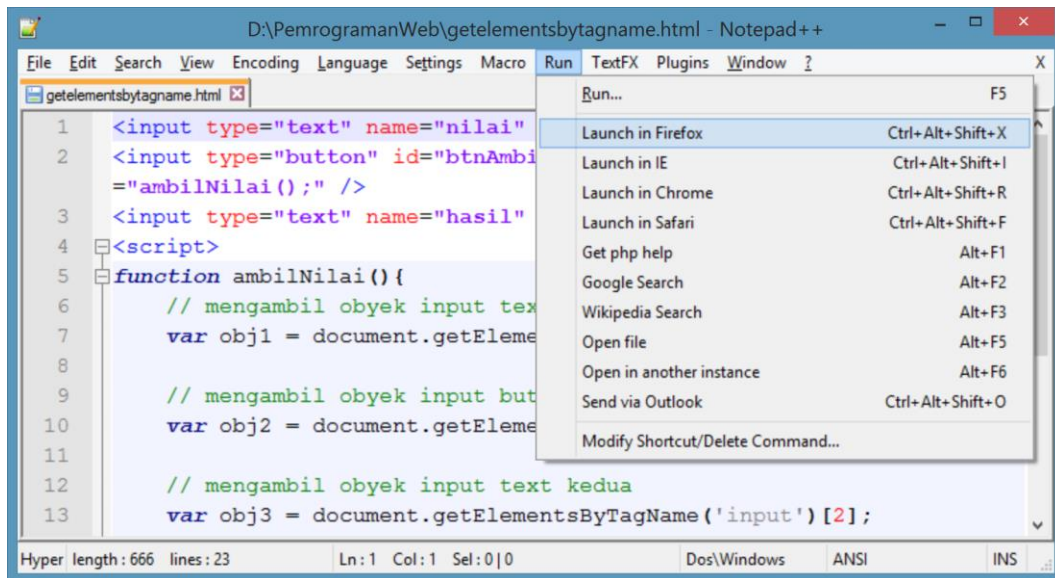 D:\PemrogramanWeb\getelementsbytagname.html - Notepad++
File Edit Search View Encoding Language Settings Macro Run TextFX Plugins Window ? X
getelementsbytagname.html
Run... F5
Launch in Firefox Ctrl+Alt+Shift+X
Launch in IE Ctrl+Alt+Shift+I
Launch in Chrome Ctrl+Alt+Shift+R
Launch in Safari Ctrl+Alt+Shift+F
Get php help Alt+F1
Google Search Alt+F2
Wikipedia Search Alt+F3
Open file Alt+F5
Open in another instance Alt+F6
Send via Outlook Ctrl+Alt+Shift+O
Modify Shortcut/Delete Command...
1 <input type="text" name="nilai"
2 <input type="button" id="btnAmbi
="ambilNilai();" />
3 <input type="text" name="hasil"
4 <script>
5 function ambilNilai(){
6 // mengambil obyek input tex
7 var obj1 = document.getEleme
8
9 // mengambil obyek input but
10 var obj2 = document.getEleme
11
12 // mengambil obyek input text kedua
13 var obj3 = document.getElementsByTagName('input')[2];
Hyper length : 666 lines : 23 Ln : 1 Col : 1 Sel : 0 | 0 Dos\Windows ANSI INS